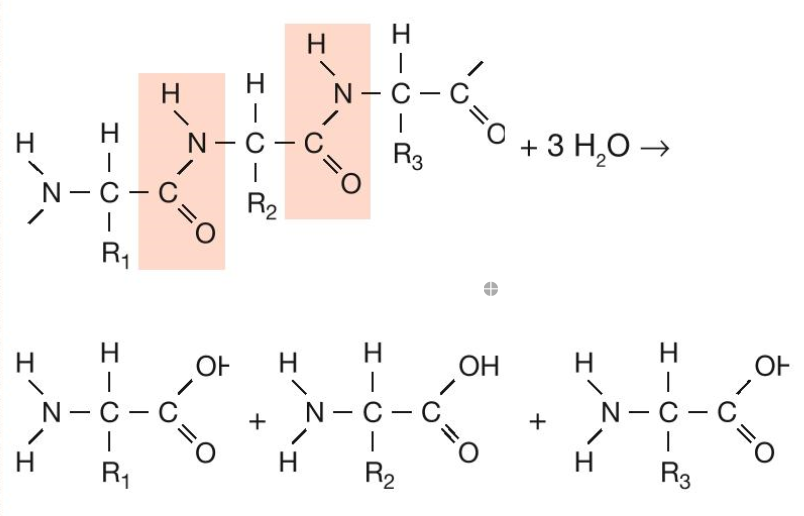 H
H H
H N – C – C
H H N – C – C R₃ O + 3 H₂O →
N – C – C R₂ O
R₁ O
H H OH + H H OH + H H OH
N – C – C N – C – C N – C – C
H R₁ O H R₂ O H R₃ O